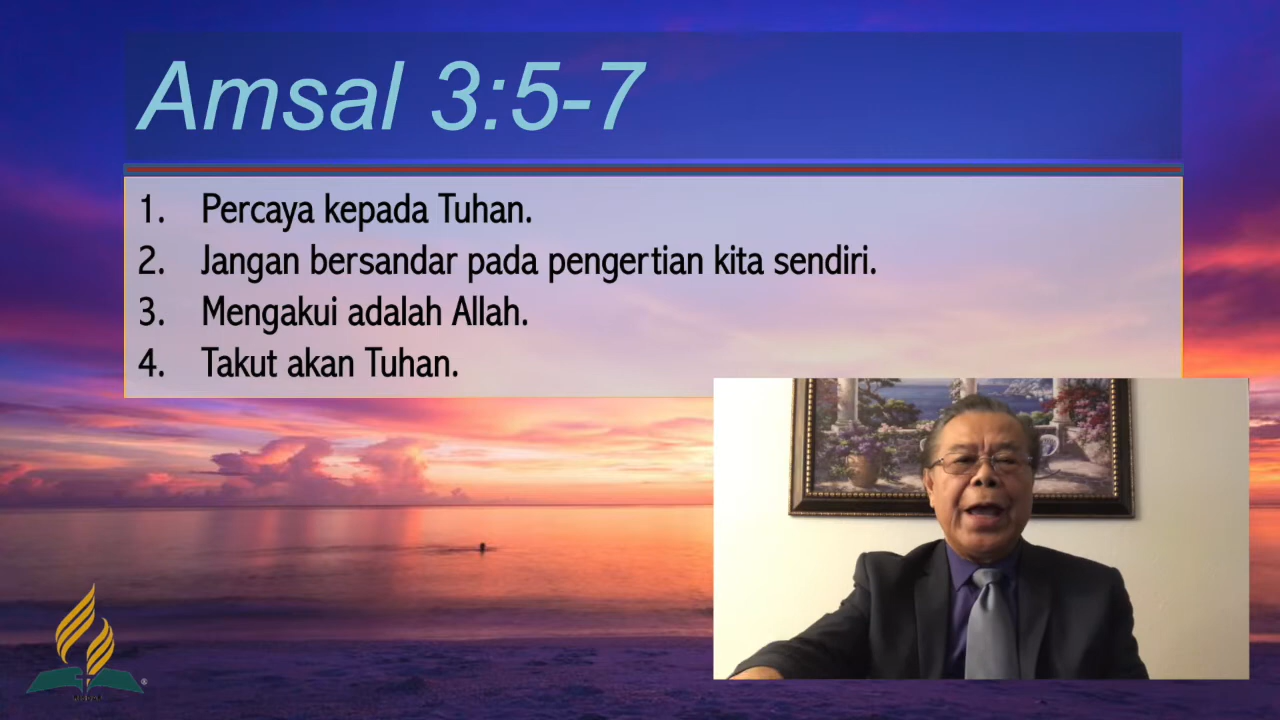 Amsal 3:5-7
1. Percaya kepada Tuhan.
2. Jangan bersandar pada pengertian kita sendiri.
3. Mengakui adalah Allah.
4. Takut akan Tuhan.
®